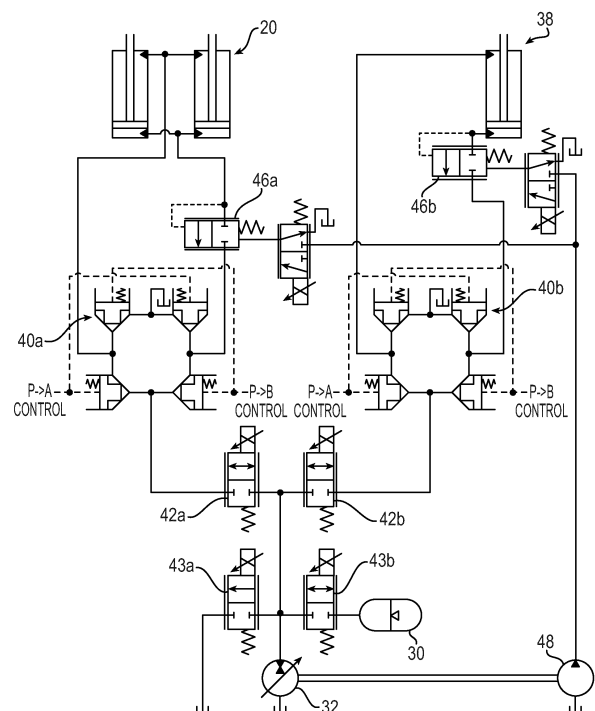 20
38
46a
46b
40a
40b
P->A
CONTROL
P->B
CONTROL
P->A
CONTROL
P->B
CONTROL
42a
42b
43a
43b
30
48
32